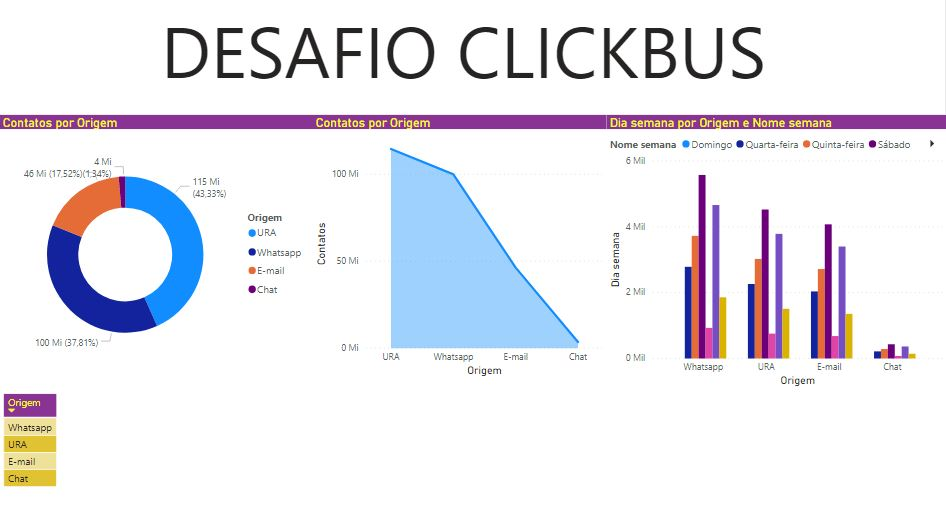 DESAFIO CLICKBUS
Contatos por Origem
4 Mi
46 Mi (17,52%)(1,34%)
115 Mi
(43,33%)
100 Mi (37,81%)
Origem
URA
Whatsapp
E-mail
Chat
Contatos por Origem
Contatos
100 Mi
50 Mi
0 Mi
URA Whatsapp E-mail Chat
Origem
Dia semana por Origem e Nome semana
Nome semana Domingo Quarta-feira Quinta-feira Sábado
Dia semana
6 Mil
4 Mil
2 Mil
0 Mil
Whatsapp URA E-mail Chat
Origem
Origem
Whatsapp
URA
E-mail
Chat